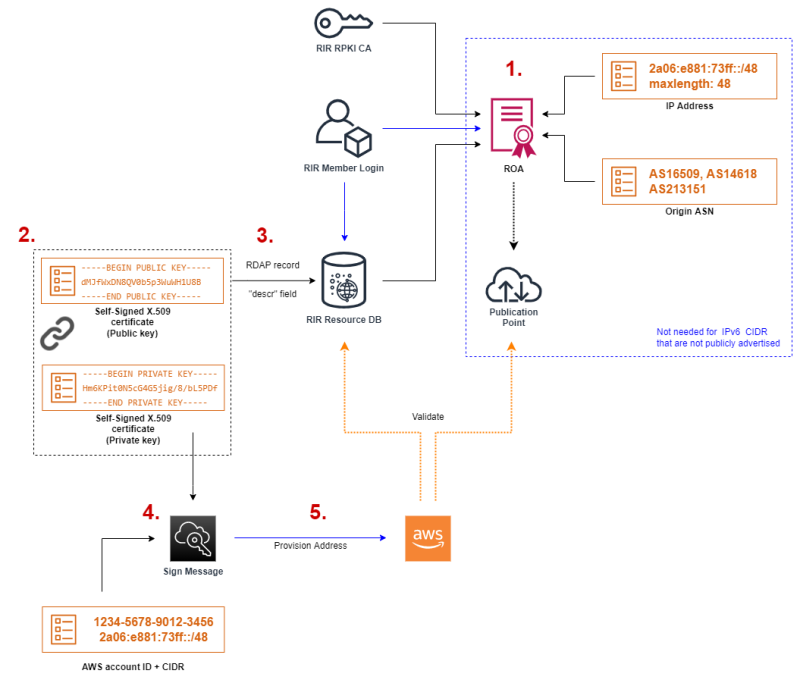 RIR RPKI CA
1.
2a06:e881:73ff::/48
maxlength: 48
IP Address
RIR Member Login
ROA
AS16509, AS14618
AS213151
Origin ASN
2.
3.
-----BEGIN PUBLIC KEY-----
dMJfWxDN8QV0b5p3WuWH1U8B
-----END PUBLIC KEY-----
Self-Signed X.509
certificate
(Public key)
RDAP record
"descr" field
RIR Resource DB
Publication
Point
Not needed for IPv6 CIDR
that are not publicly advertised
-----BEGIN PRIVATE KEY-----
Hm6KPit0N5cG4G5jig/8/bL5PDf
-----END PRIVATE KEY-----
Self-Signed X.509
certificate
(Private key)
Validate
4.
5.
Sign Message
Provision Address
aws
1234-5678-9012-3456
2a06:e881:73ff::/48
AWS account ID + CIDR